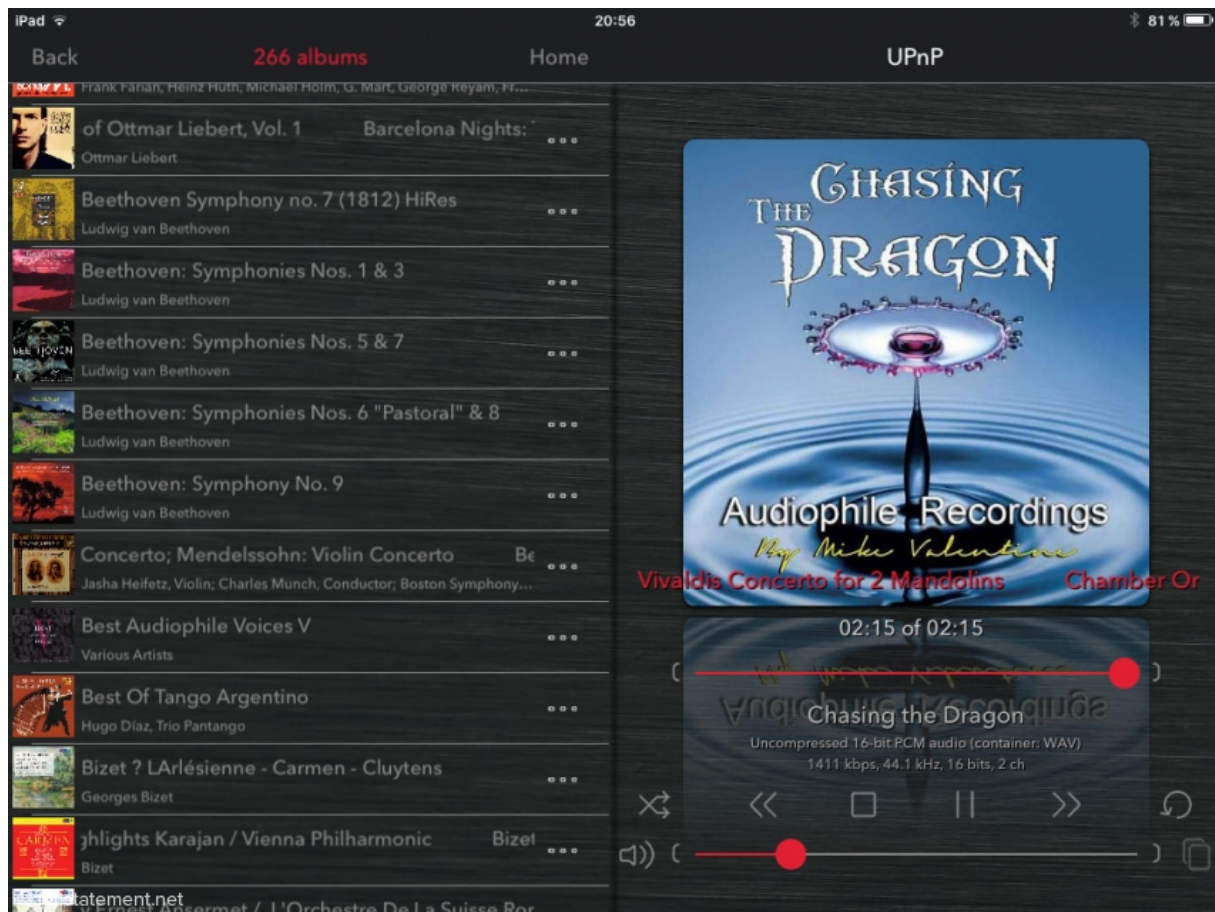 iPad 20:56 81 %
Back 266 albums Home UPnP
Frank Farian, Heinz Huth, Michael Holm, G. Mart, George Reyam, Fr...
of Ottmar Liebert, Vol. 1 Barcelona Nights:
Ottmar Liebert
Beethoven Symphony no. 7 (1812) HiRes
Ludwig van Beethoven
Beethoven: Symphonies Nos. 1 & 3
Ludwig van Beethoven
Beethoven: Symphonies Nos. 5 & 7
Ludwig van Beethoven
Beethoven: Symphonies Nos. 6 "Pastoral" & 8
Ludwig van Beethoven
Beethoven: Symphony No. 9
Ludwig van Beethoven
Concerto; Mendelssohn: Violin Concerto Be
Jasha Heifetz, Violin; Charles Munch, Conductor; Boston Symphony...
Best Audiophile Voices V
Various Artists
Best Of Tango Argentino
Hugo Díaz, Trio Pantango
Bizet ? LArlésienne - Carmen - Cluytens
Georges Bizet
ghlights Karajan / Vienna Philharmonic Bizet
Bizet
tatement.net
y Ernest Ansermet / L'Orchestre De La Suisse Ror
CHASING
THE
DRAGON
Audiophile Recordings
By Mike Valentine
Vivaldis Concerto for 2 Mandolins Chamber Or
02:15 of 02:15
Chasing the Dragon
Uncompressed 16-bit PCM audio (container: WAV)
1411 kbps, 44.1 kHz, 16 bits, 2 ch